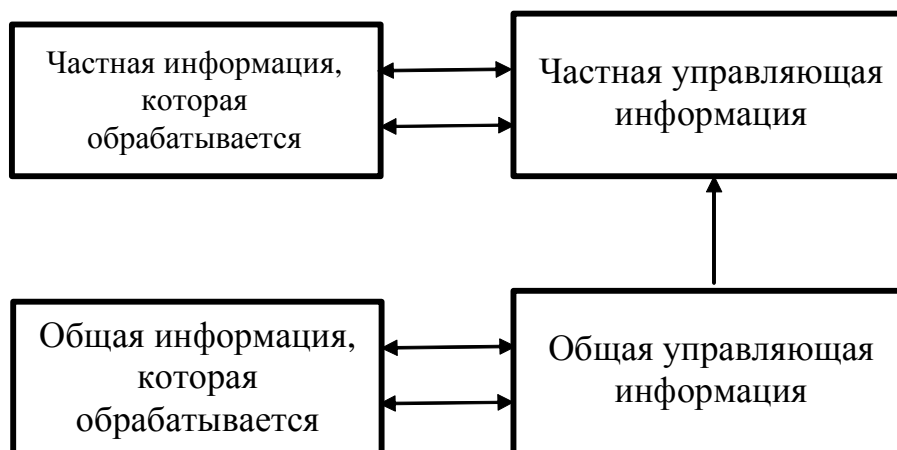 Частная информация,
которая
обрабатывается
Частная управляющая
информация
Общая информация,
которая
обрабатывается
Общая управляющая
информация